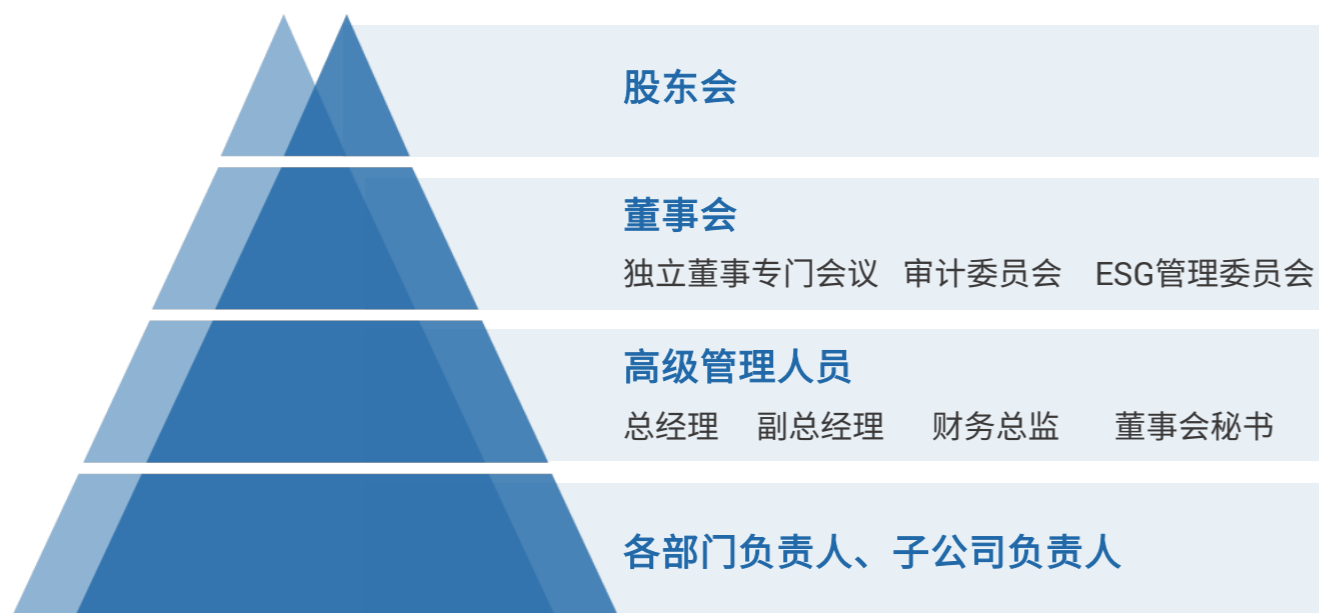 股东会
董事会
独立董事专门会议 审计委员会 ESG管理委员会
高级管理人员
总经理 副总经理 财务总监 董事会秘书
各部门负责人、子公司负责人